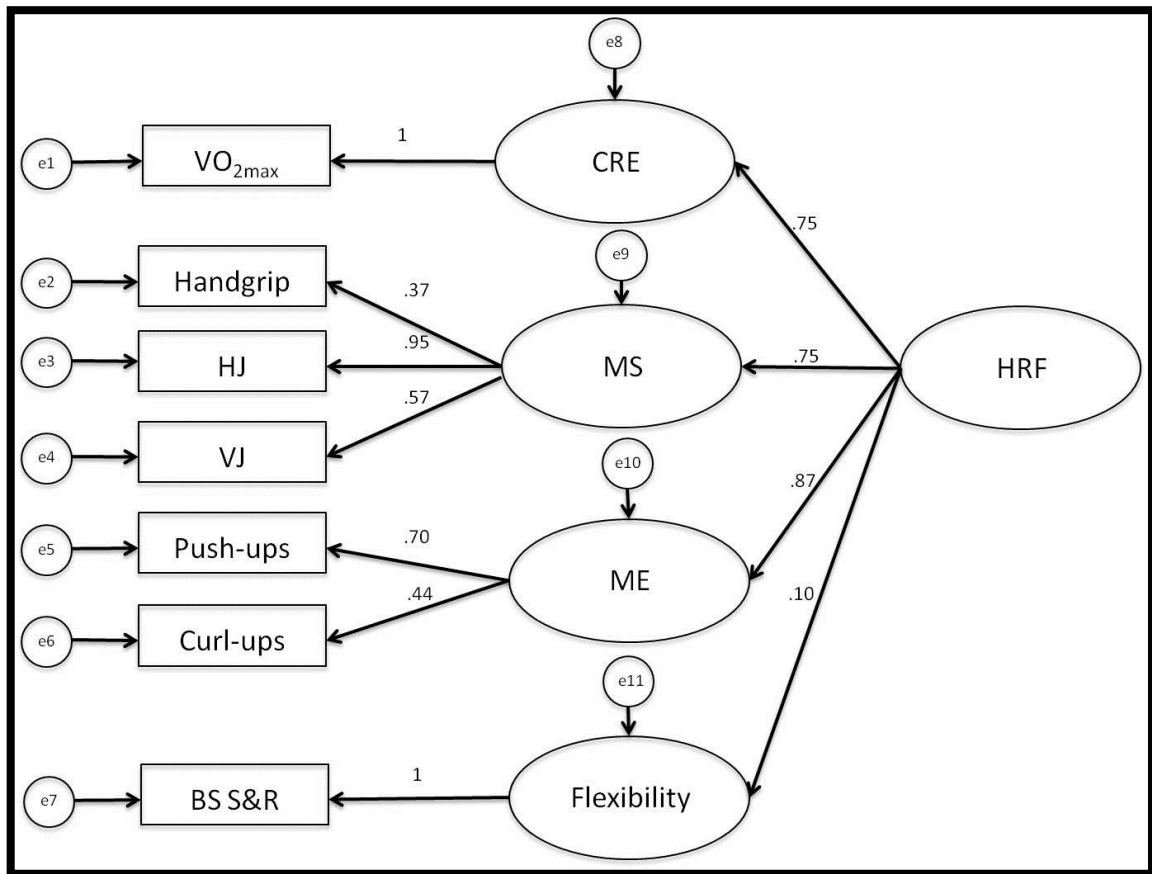 e8
e1
VO2max
1
CRE
.75
e9
e2
Handgrip
.37
e3
HJ
.95
MS
.75
HRF
.57
e4
VJ
e10
.87
e5
Push-ups
.70
ME
.10
.44
e6
Curl-ups
e11
e7
BS S&R
1
Flexibility